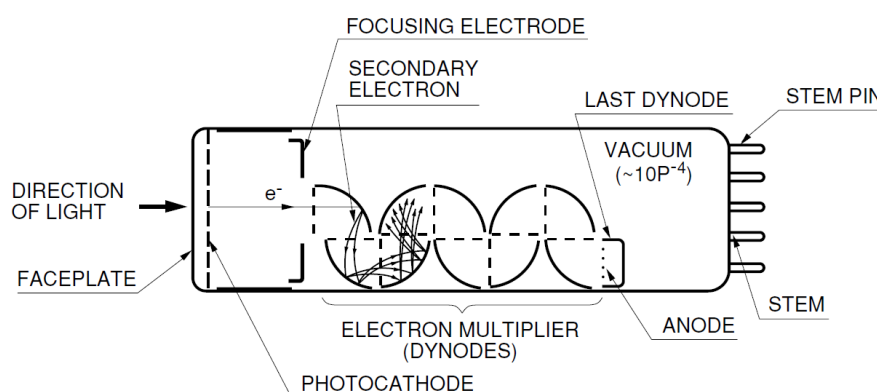 FOCUSING ELECTRODE
SECONDARY
ELECTRON
LAST DYNODE
STEM PIN
VACUUM
(~10P⁻⁴)
DIRECTION
OF LIGHT
e⁻
FACEPLATE
ELECTRON MULTIPLIER
(DYNODES)
ANODE
STEM
PHOTOCATHODE